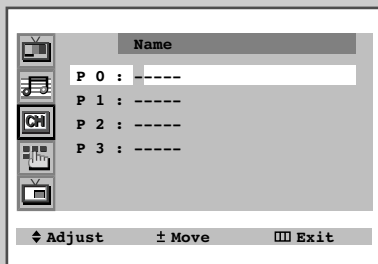 Name
P 0 : -----
P 1 : -----
CH
P 2 : -----
P 3 : -----
Adjust ± Move Exit